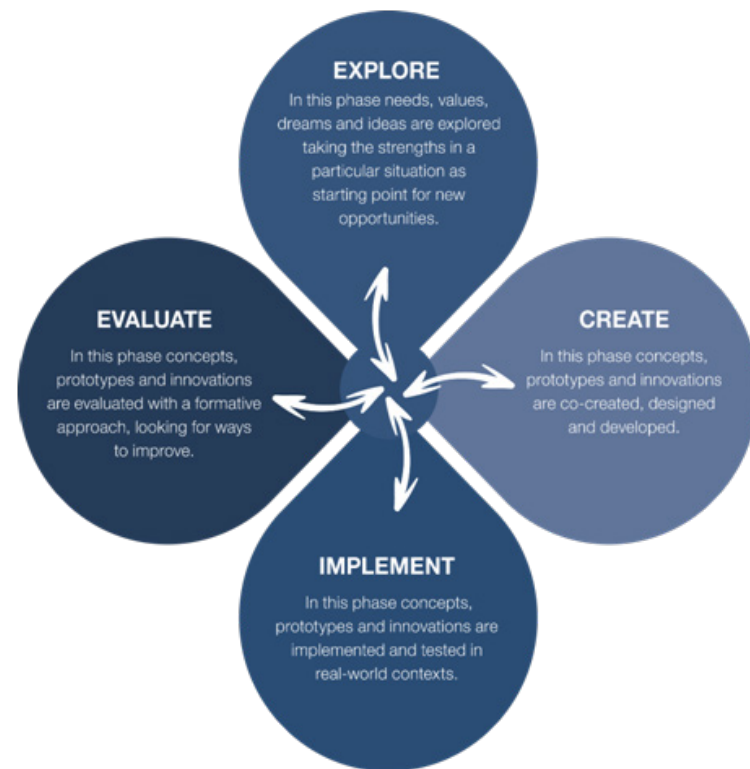 EXPLORE
In this phase needs, values,
dreams and ideas are explored
taking the strengths in a
particular situation as
starting point for new
opportunities.
EVALUATE
In this phase concepts,
prototypes and innovations
are evaluated with a formative
approach, looking for ways
to improve.
CREATE
In this phase concepts,
prototypes and innovations
are co-created, designed
and developed.
IMPLEMENT
In this phase concepts,
prototypes and innovations are
implemented and tested in
real-world contexts.